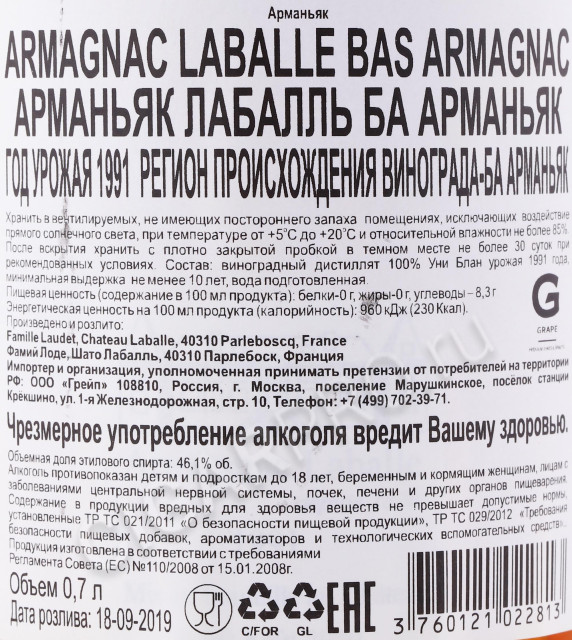 Арманьяк
ARMAGNAC LABALLE BAS ARMAGNAC
АРМАНЬЯК ЛАБАЛЛЬ БА АРМАНЬЯК
ГОД УРОЖАЯ 1991 РЕГИОН ПРОИСХОЖДЕНИЯ ВИНОГРАДА-БА АРМАНЬЯК
Хранить в вентилируемых, не имеющих постороннего запаха помещениях, исключающих воздействие
прямого солнечного света, при температуре от +5°С до +20°С и относительной влажности не более 85%.
После вскрытия хранить с плотно закрытой пробкой в темном месте не более 30 суток при
рекомендованных условиях. Состав: виноградный дистиллят 100% Уни Блан урожая 1991 года,
минимальная выдержка не менее 10 лет, вода подготовленная.
Пищевая ценность (содержание в 100 мл продукта): белки-0 г, жиры-0 г, углеводы – 8,3 г
Энергетическая ценность на 100 мл продукта (калорийность): 960 кДж (230 Ккал).
Произведено и розлито:
Famille Laudet, Chateau Laballe, 40310 Parleboscq, France
Фамий Лоде, Шато Лабалль, 40310 Парлебоск, Франция
G
GRAPE
Импортер и организация, уполномоченная принимать претензии от потребителей на территории
РФ: ООО «Грейп» 108810, Россия, г. Москва, поселение Марушкинское, посёлок станции
Крёкшино, ул. 1-я Железнодорожная, стр. 10, Телефон: +7 (499) 702-39-71.
Чрезмерное употребление алкоголя вредит Вашему здоровью.
Объемная доля этилового спирта: 46,1% об.
Алкоголь противопоказан детям и подросткам до 18 лет, беременным и кормящим женщинам, лицам с
заболеваниями центральной нервной системы, почек, печени и других органов пищеварения.
Содержание в продукции вредных для здоровья веществ не превышает допустимые нормы,
установленные ТР ТС 021/2011 «О безопасности пищевой продукции», ТР ТС 029/2012 «Требования
безопасности пищевых добавок, ароматизаторов и технологических вспомогательных средств».
Продукция изготовлена в соответствии с требованиями
Регламента Совета (ЕС) №110/2008 от 15.01.2008г.
Объем 0,7 л
Дата розлива: 18-09-2019
C/FOR GL
EAC
3 760121 022813